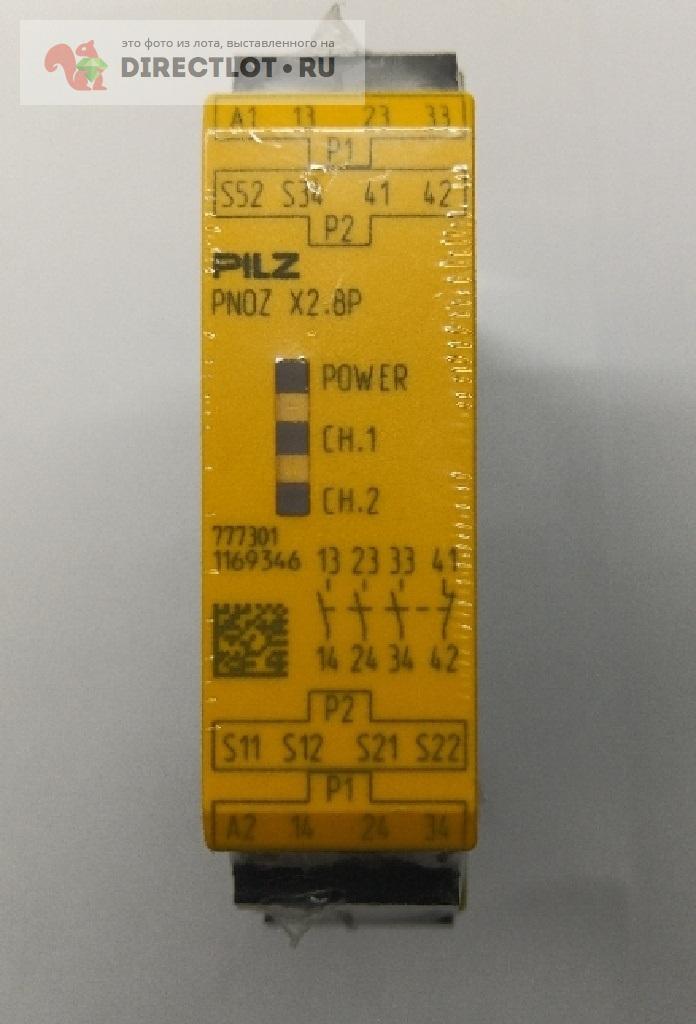 это фото из лота, выставленного на
DIRECTLOT•RU
A1 13 23 33
P1
S52 S34 41 42
P2
PILZ
PNOZ X2.8P
POWER
CH.1
CH.2
777301
1169346
13 23 33 41
14 24 34 42
P2
S11 S12 S21 S22
P1
A2 14 24 34